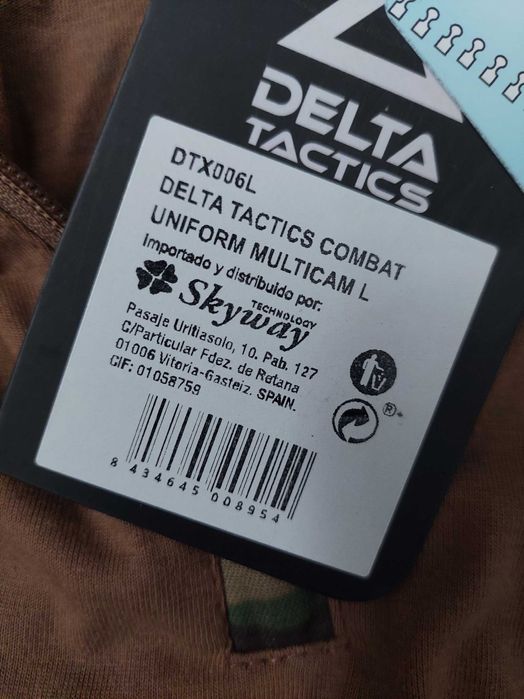 DELTA
TACTICS
DTX006L
DELTA TACTICS COMBAT
UNIFORM MULTICAM L
Importado y distribuido por:
Skyway
TECHNOLOGY
Pasaje Uritiasolo, 10. Pab. 127
C/Particular Fdez. de Retana
01006 Vitoria-Gasteiz. SPAIN.
CIF: 01058759
®
8 434645 008954